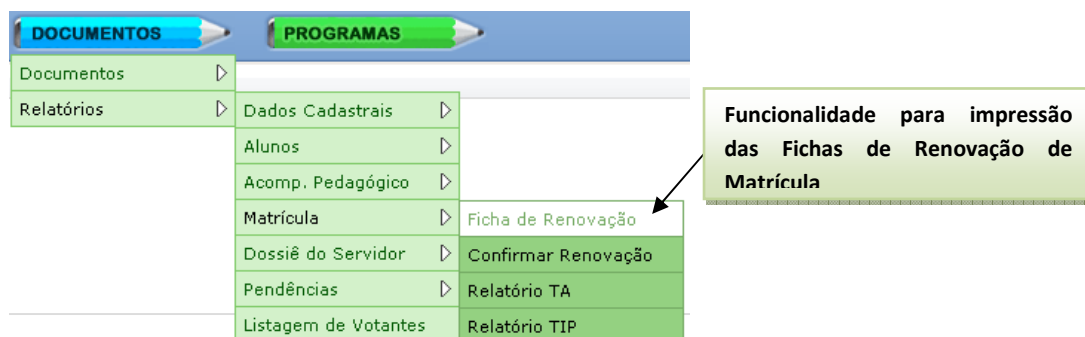 DOCUMENTOS
PROGRAMAS
Documentos
Relatórios
Dados Cadastrais
Alunos
Acomp. Pedagógico
Matrícula
Dossiê do Servidor
Pendências
Listagem de Votantes
Ficha de Renovação
Confirmar Renovação
Relatório TA
Relatório TIP
Funcionalidade para impressão
das Fichas de Renovação de
Matrícula